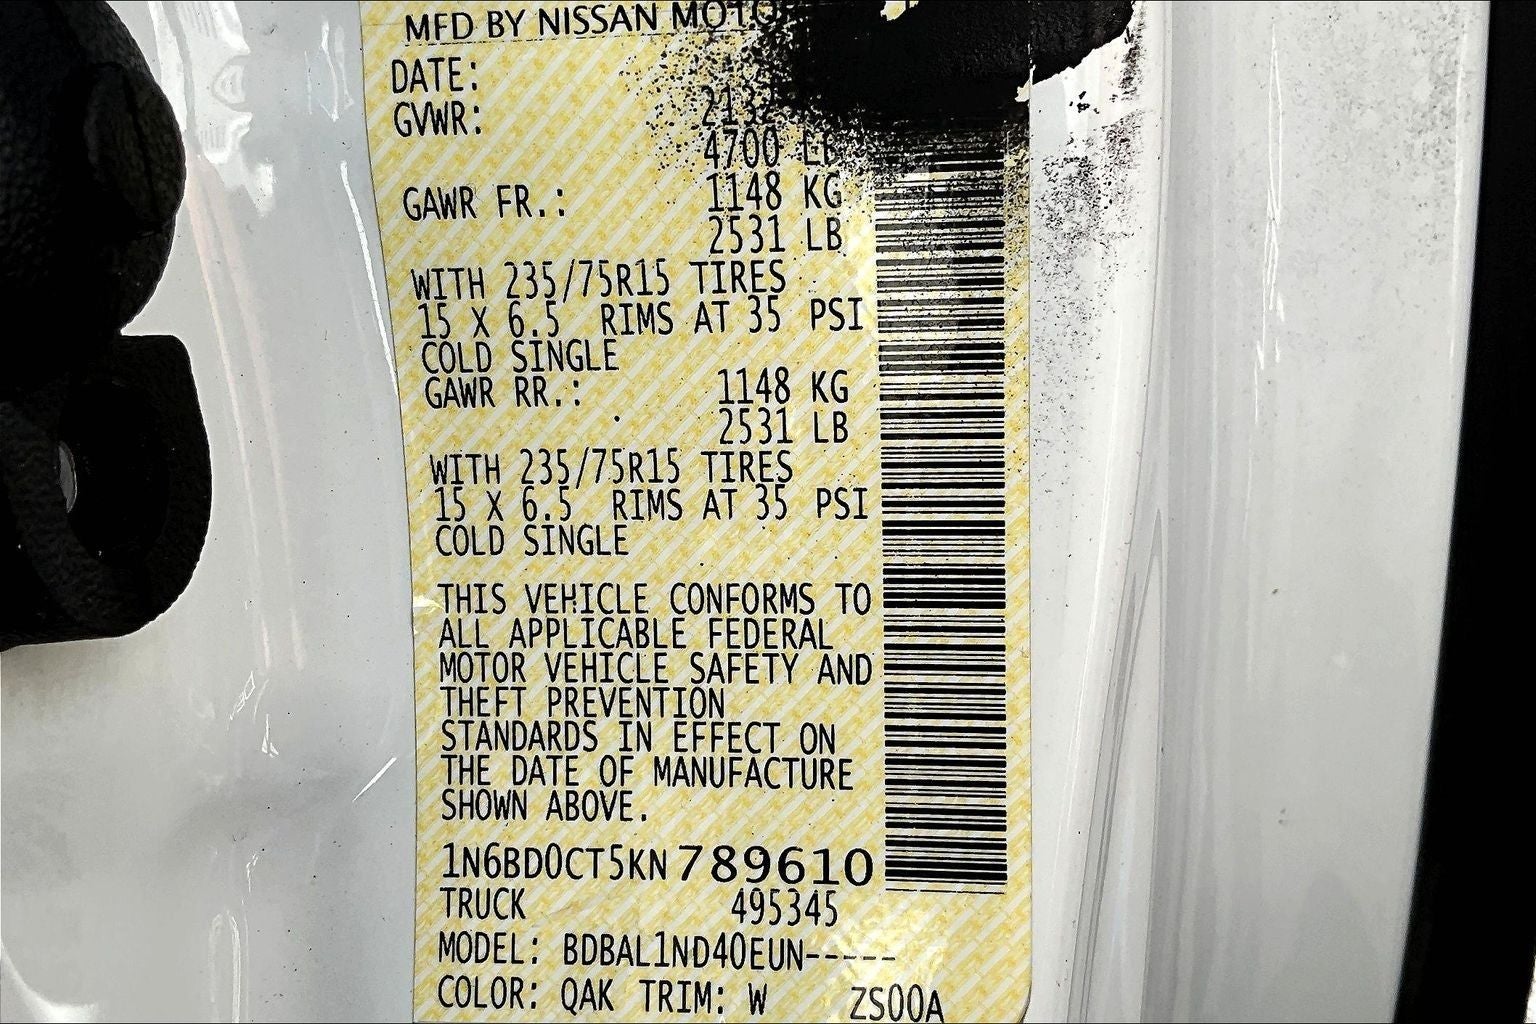 MFD BY NISSAN
DATE:
GVWR: 2132
4700 LB
GAWR FR.: 1148 KG
2531 LB
WITH 235/75R15 TIRES
15 X 6.5 RIMS AT 35 PSI
COLD SINGLE
GAWR RR.: 1148 KG
2531 LB
WITH 235/75R15 TIRES
15 X 6.5 RIMS AT 35 PSI
COLD SINGLE
THIS VEHICLE CONFORMS TO
ALL APPLICABLE FEDERAL
MOTOR VEHICLE SAFETY AND
THEFT PREVENTION
STANDARDS IN EFFECT ON
THE DATE OF MANUFACTURE
SHOWN ABOVE.
1N6BD0CT5KN789610
TRUCK 495345
MODEL: BDBAL1ND40EUN-----
COLOR: QAK TRIM: W ZS00A